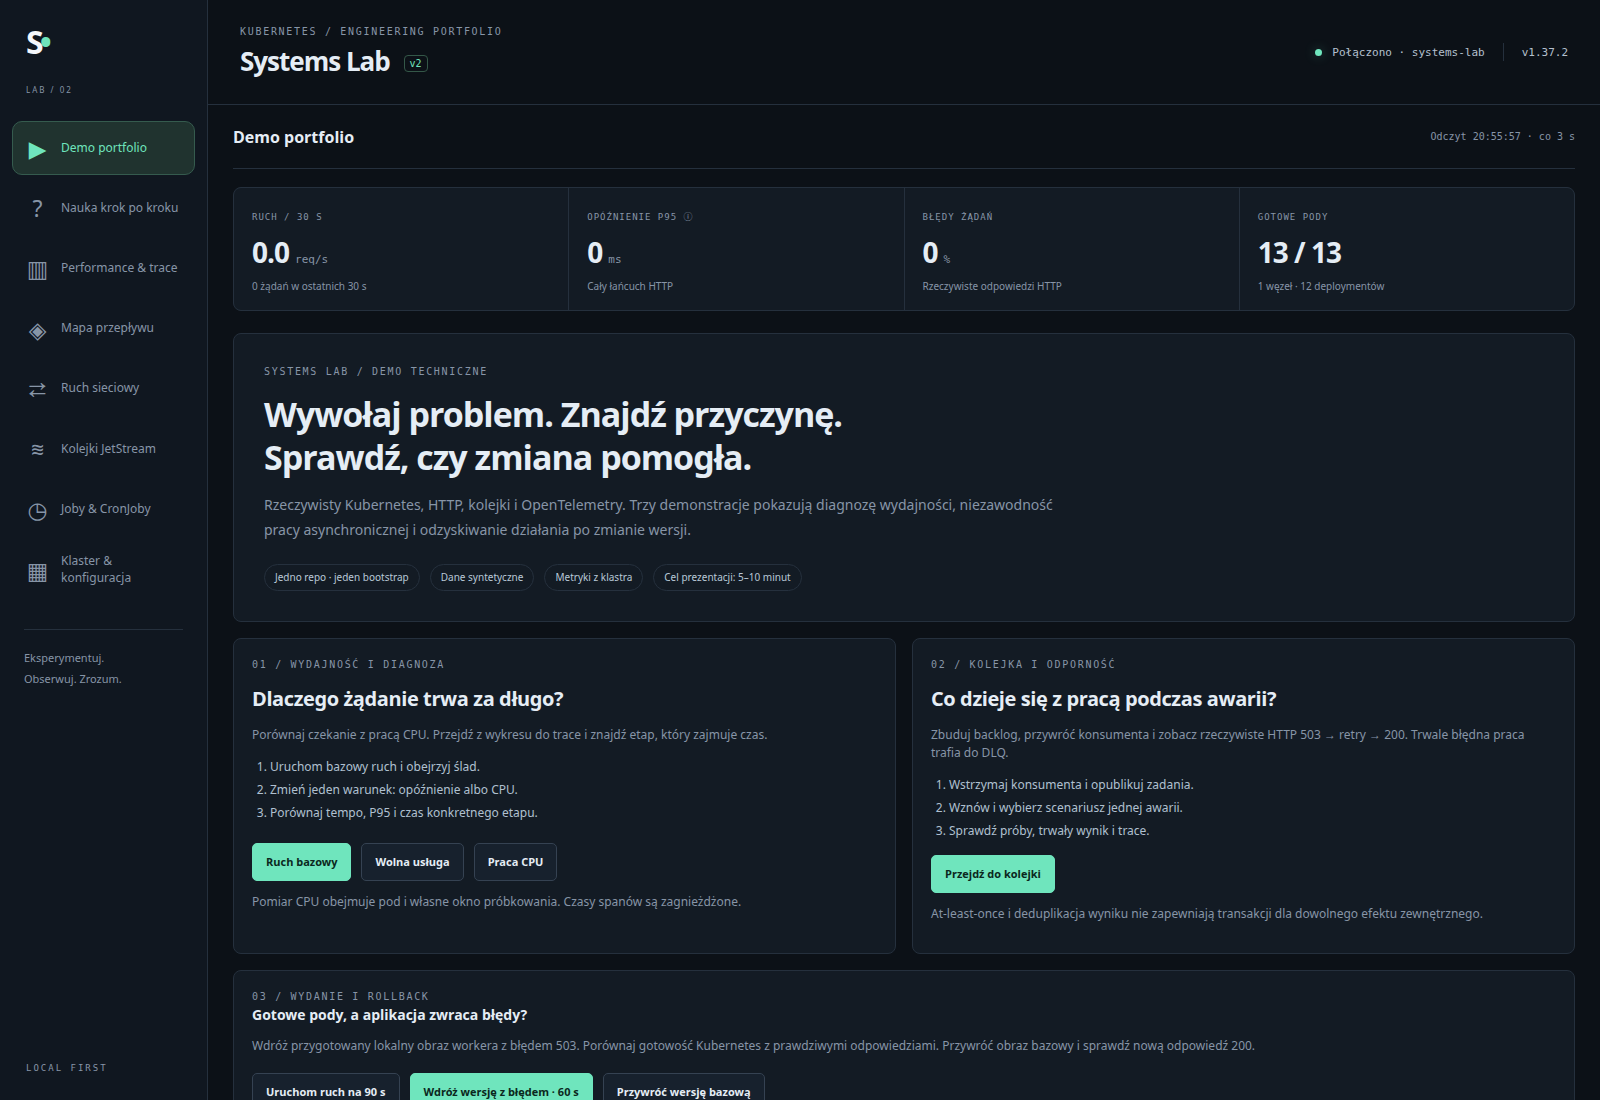 S
LAB / 02
Demo portfolio
? Nauka krok po kroku
Performance & trace
Mapa przepływu
Ruch sieciowy
Kolejki JetStream
Joby & CronJoby
Klaster &
konfiguracja
Eksperymentuj.
Obserwuj. Zrozum.
LOCAL FIRST
KUBERNETES / ENGINEERING PORTFOLIO
Systems Lab v2
Połączono · systems-lab
v1.37.2
Demo portfolio
Odczyt 20:55:57 · co 3 s
RUCH / 30 S
0.0 req/s
0 żądań w ostatnich 30 s
OPÓŹNIENIE P95 ⓘ
0 ms
Cały łańcuch HTTP
BŁĘDY ŻĄDAŃ
0 %
Rzeczywiste odpowiedzi HTTP
GOTOWE PODY
13 / 13
1 węzeł · 12 deploymentów
SYSTEMS LAB / DEMO TECHNICZNE
Wywołaj problem. Znajdź przyczynę.
Sprawdź, czy zmiana pomogła.
Rzeczywisty Kubernetes, HTTP, kolejki i OpenTelemetry. Trzy demonstracje pokazują diagnozę wydajności, niezawodność
pracy asynchronicznej i odzyskiwanie działania po zmianie wersji.
Jedno repo · jeden bootstrap
Dane syntetyczne
Metryki z klastra
Cel prezentacji: 5–10 minut
01 / WYDAJNOŚĆ I DIAGNOZA
Dlaczego żądanie trwa za długo?
Porównaj czekanie z pracą CPU. Przejdź z wykresu do trace i znajdź etap, który zajmuje czas.
1. Uruchom bazowy ruch i obejrzyj ślad.
2. Zmień jeden warunek: opóźnienie albo CPU.
3. Porównaj tempo, P95 i czas konkretnego etapu.
Ruch bazowy
Wolna usługa
Praca CPU
Pomiar CPU obejmuje pod i własne okno próbkowania. Czasy spanów są zagnieżdżone.
02 / KOLEJKA I ODPORNOŚĆ
Co dzieje się z pracą podczas awarii?
Zbuduj backlog, przywróć konsumenta i zobacz rzeczywiste HTTP 503 → retry → 200. Trwale błędna praca
trafia do DLQ.
1. Wstrzymaj konsumenta i opublikuj zadania.
2. Wznów i wybierz scenariusz jednej awarii.
3. Sprawdź próby, trwały wynik i trace.
Przejdź do kolejki
At-least-once i deduplikacja wyniku nie zapewniają transakcji dla dowolnego efektu zewnętrznego.
03 / WYDANIE I ROLLBACK
Gotowe pody, a aplikacja zwraca błędy?
Wdróż przygotowany lokalny obraz workera z błędem 503. Porównaj gotowość Kubernetes z prawdziwymi odpowiedziami. Przywróć obraz bazowy i sprawdź nową odpowiedź 200.
Uruchom ruch na 90 s
Wdróż wersję z błędem · 60 s
Przywróć wersję bazową